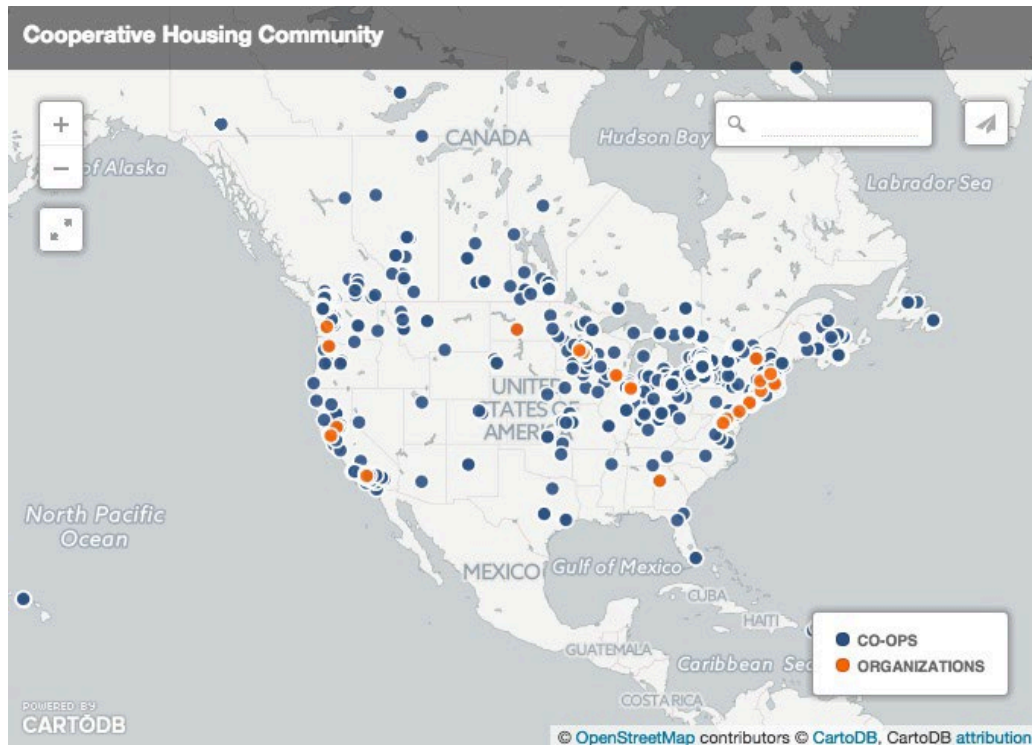 Cooperative Housing Community
+
−
of Alaska
CANADA
Hudson Bay
Labrador Sea
UNITED
STATES OF
AMERICA
North Pacific
Ocean
MEXICO
Gulf of Mexico
CUBA
HAITI
GUATEMALA
Caribbean Sea
COSTA RICA
CO-OPS
ORGANIZATIONS
POWERED BY
CARTODB
© OpenStreetMap contributors © CartoDB, CartoDB attribution